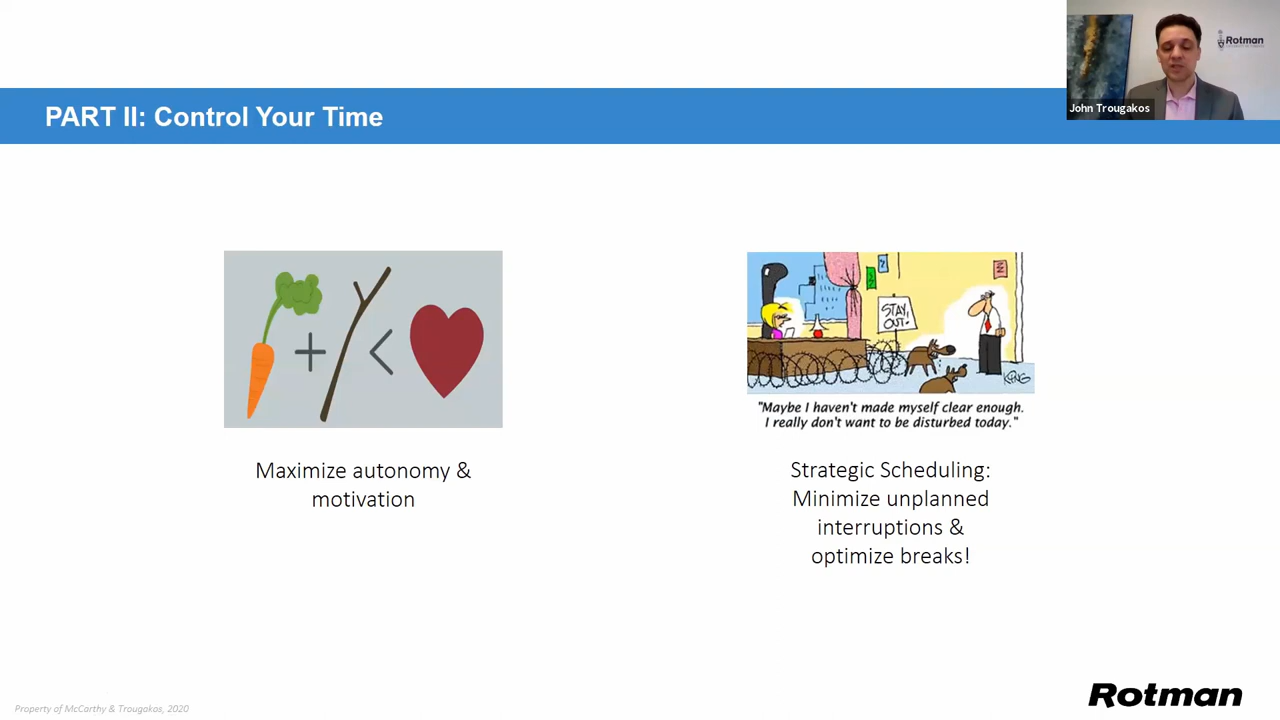 Rotman
John Trougakos
PART II: Control Your Time
STAY
OUT!
KING
"Maybe I haven't made myself clear enough.
I really don't want to be disturbed today."
Maximize autonomy &
motivation
Strategic Scheduling:
Minimize unplanned
interruptions &
optimize breaks!
Property of McCarthy & Trougakos, 2020
Rotman